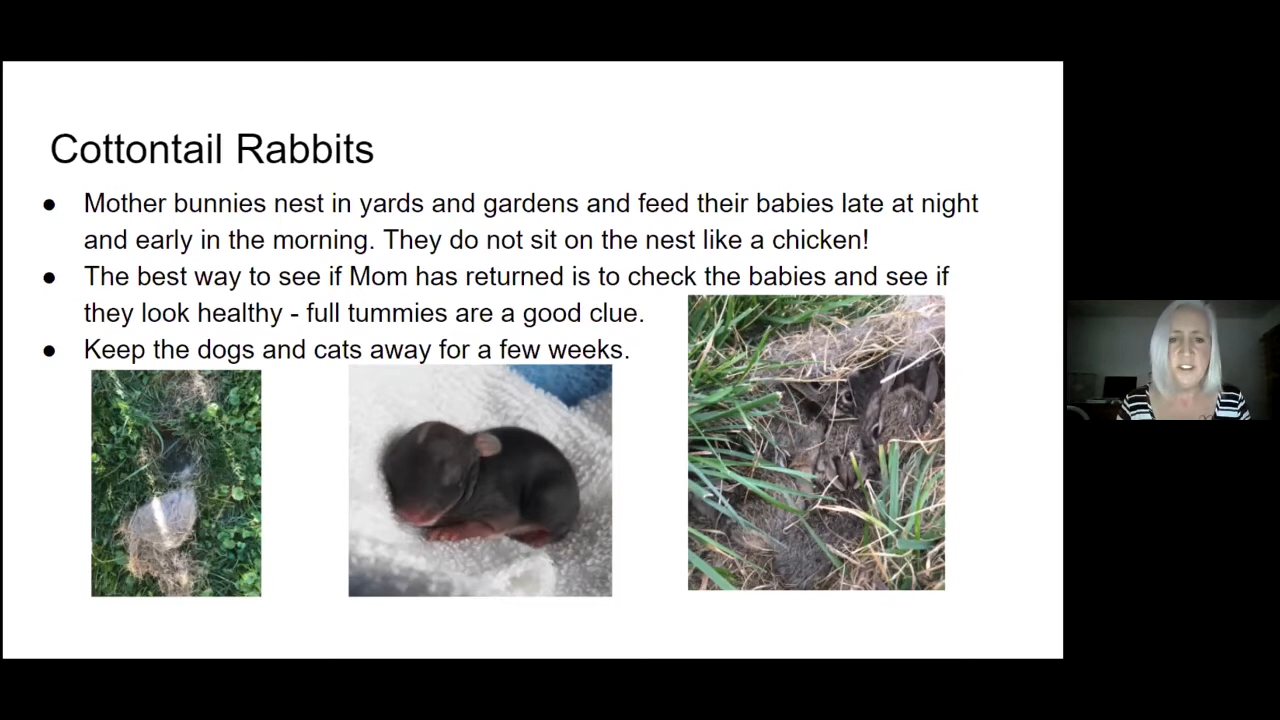 Cottontail Rabbits
● Mother bunnies nest in yards and gardens and feed their babies late at night
and early in the morning. They do not sit on the nest like a chicken!
● The best way to see if Mom has returned is to check the babies and see if
they look healthy - full tummies are a good clue.
● Keep the dogs and cats away for a few weeks.